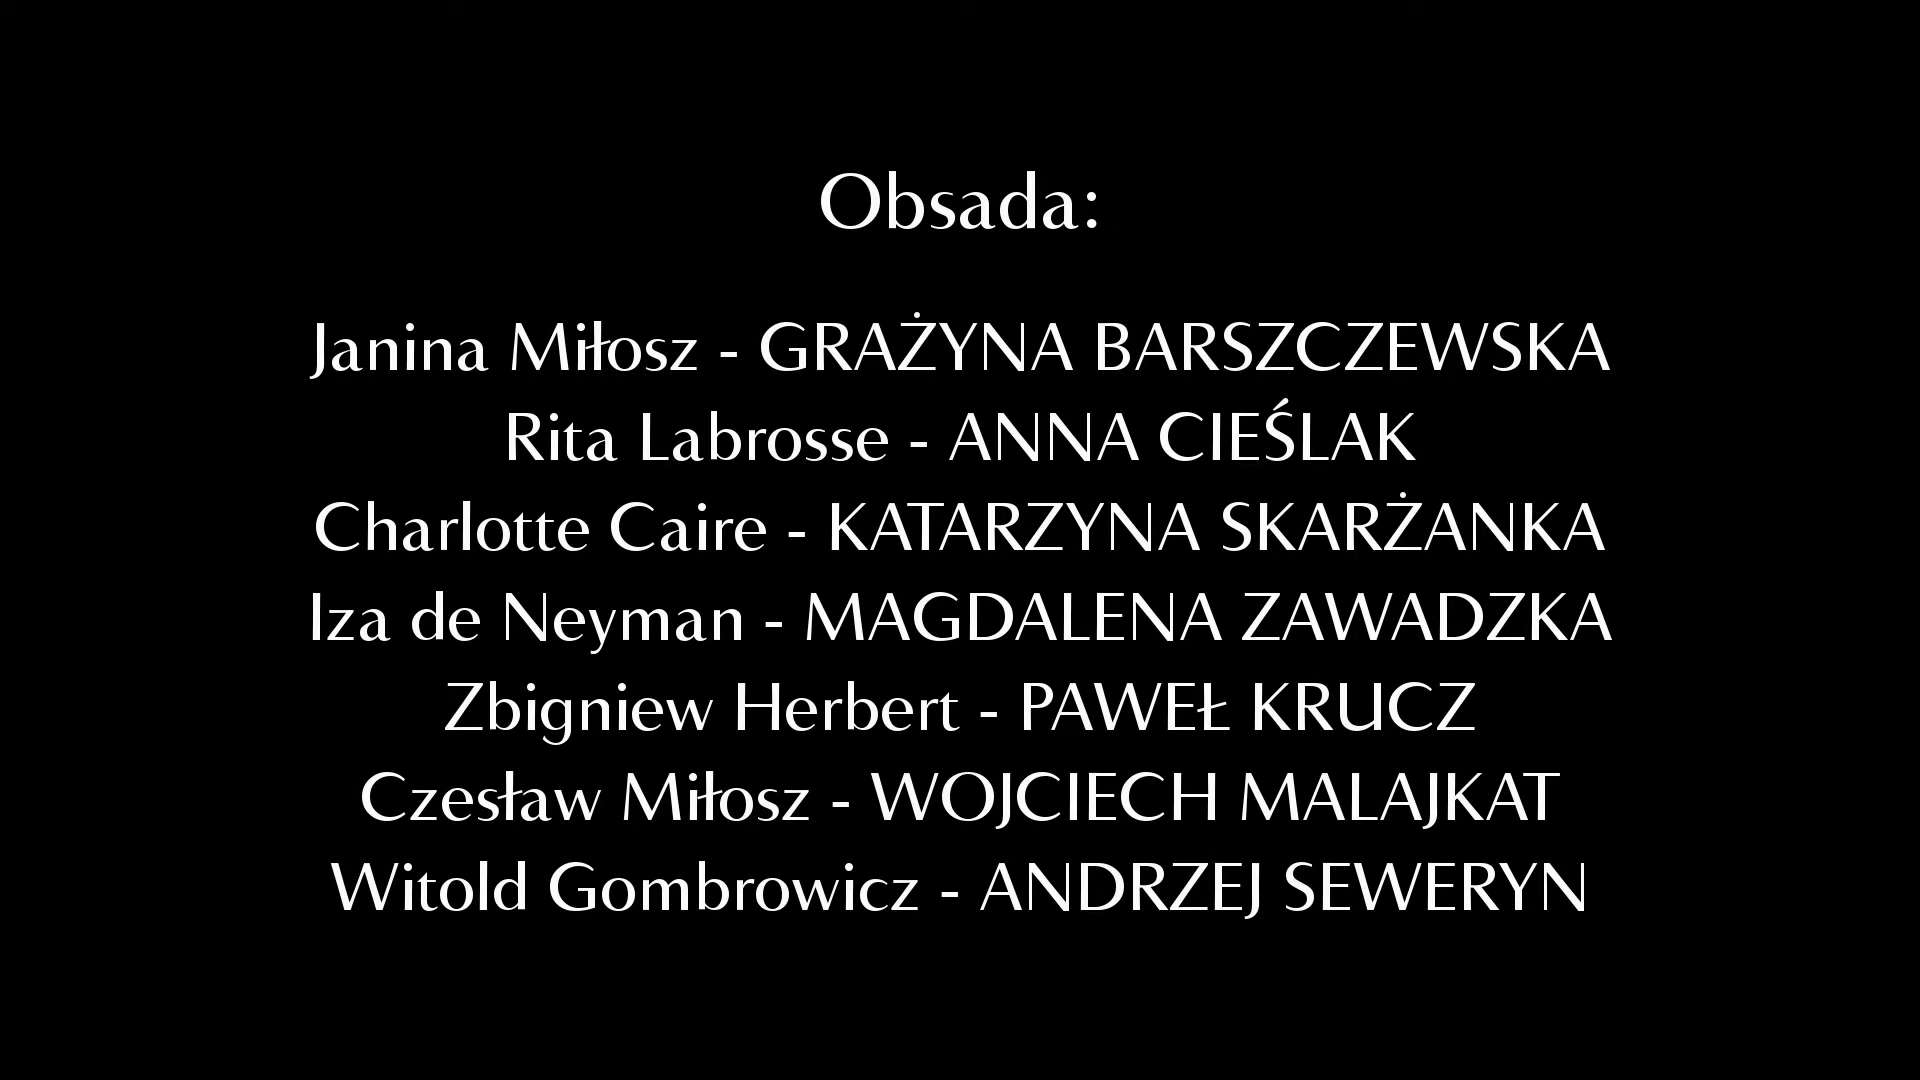 Obsada:
Janina Miłosz - GRAŻYNA BARSZCZEWSKA
Rita Labrosse - ANNA CIEŚLAK
Charlotte Caire - KATARZYNA SKARŻANKA
Iza de Neyman - MAGDALENA ZAWADZKA
Zbigniew Herbert - PAWEŁ KRUCZ
Czesław Miłosz - WOJCIECH MALAJKAT
Witold Gombrowicz - ANDRZEJ SEWERYN